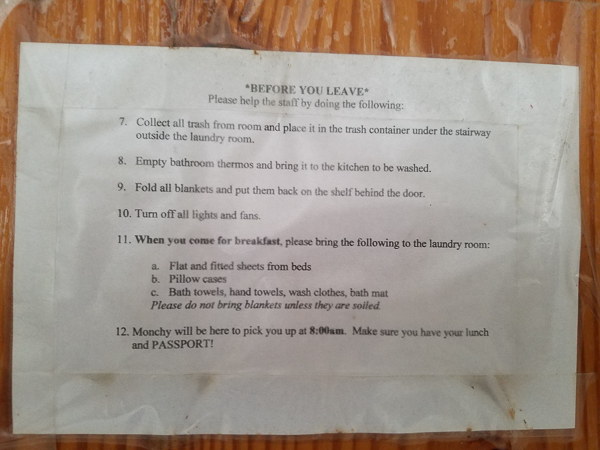 *BEFORE YOU LEAVE*
Please help the staff by doing the following:
7. Collect all trash from room and place it in the trash container under the stairway
outside the laundry room.
8. Empty bathroom thermos and bring it to the kitchen to be washed.
9. Fold all blankets and put them back on the shelf behind the door.
10. Turn off all lights and fans.
11. When you come for breakfast, please bring the following to the laundry room:
a. Flat and fitted sheets from beds
b. Pillow cases
c. Bath towels, hand towels, wash clothes, bath mat
Please do not bring blankets unless they are soiled
12. Monchy will be here to pick you up at 8:00am. Make sure you have your lunch
and PASSPORT!